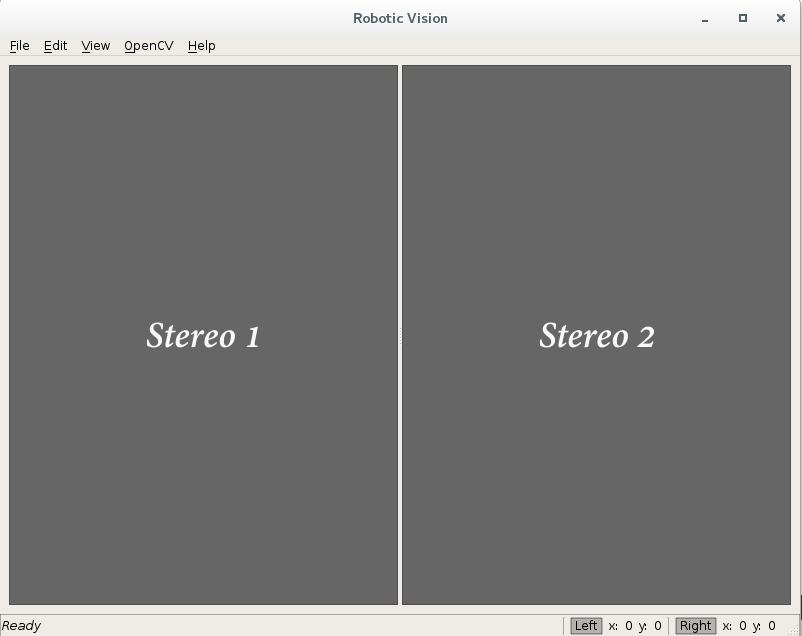 Robotic Vision
File Edit View OpenCV Help
Stereo 1 Stereo 2
Ready Left x: 0 y: 0 Right x: 0 y: 0